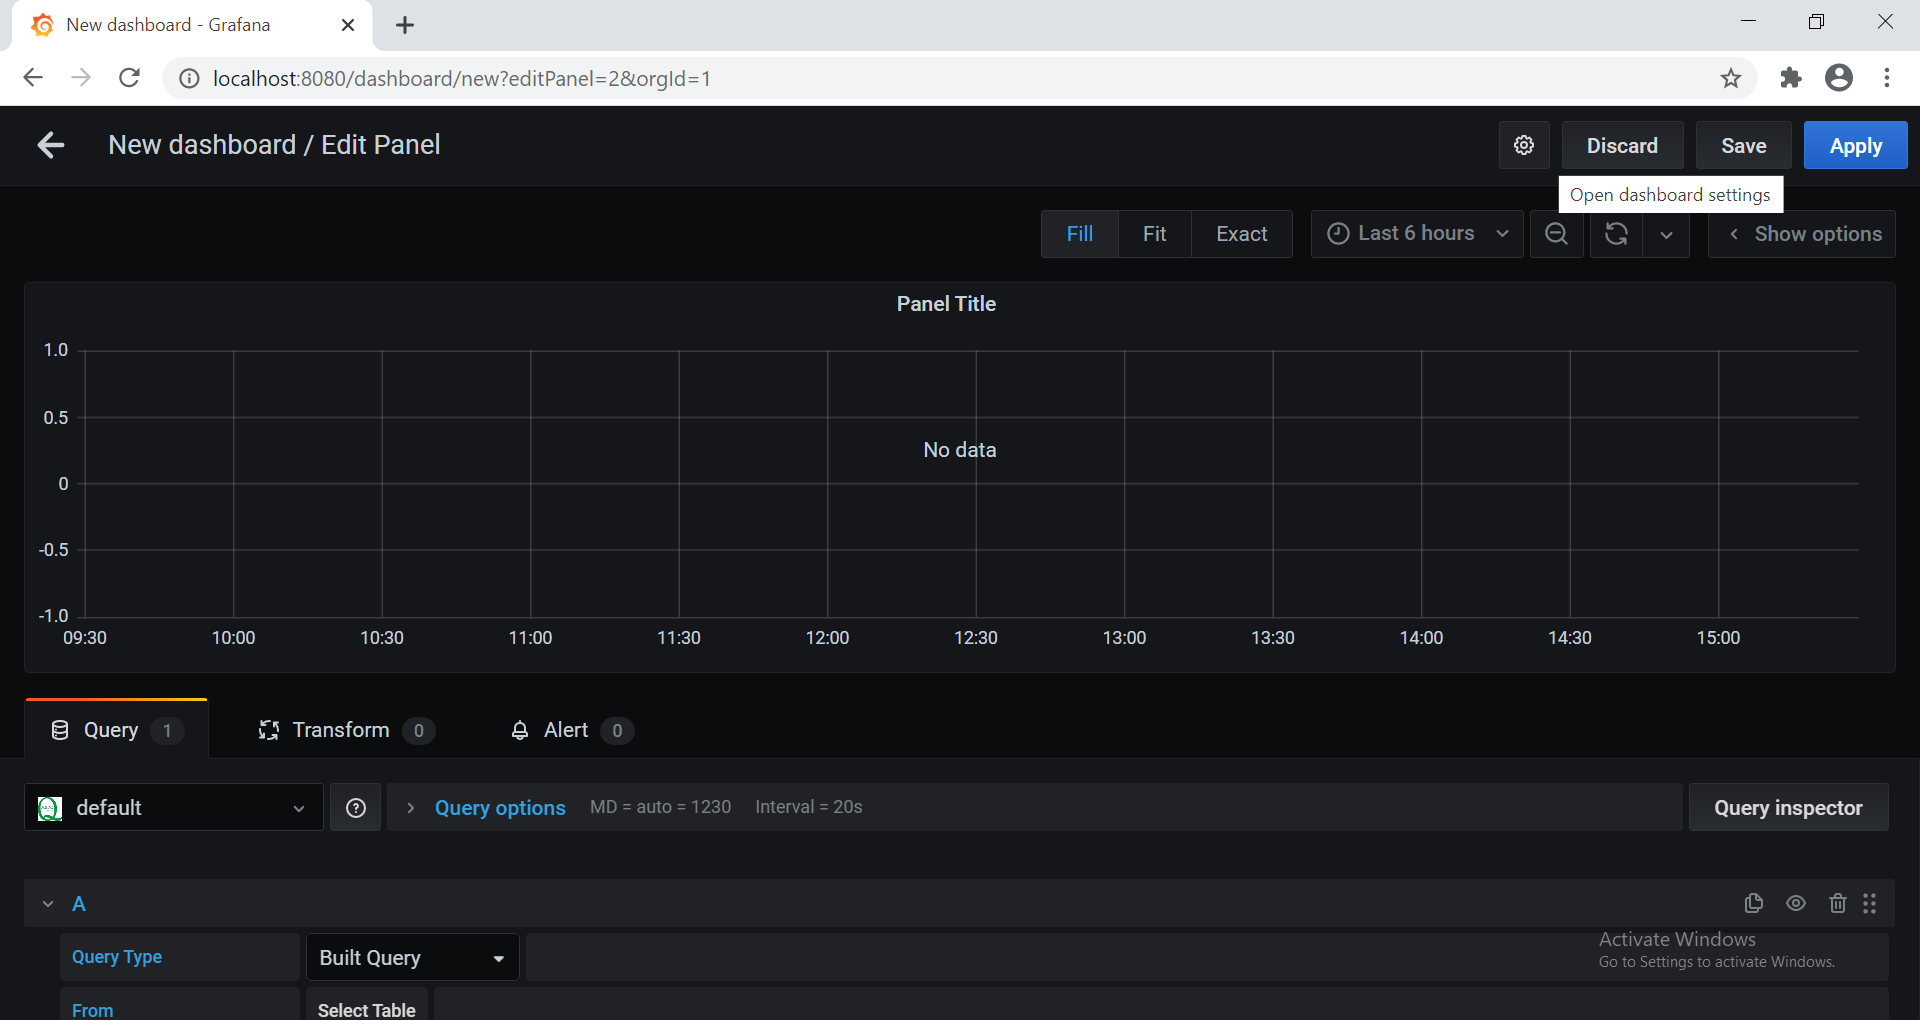 New dashboard - Grafana
localhost:8080/dashboard/new?editPanel=2&orgId=1
New dashboard / Edit Panel
Discard
Save
Apply
Open dashboard settings
Fill
Fit
Exact
Last 6 hours
Show options
Panel Title
1.0
0.5
No data
0
-0.5
-1.0
09:30 10:00 10:30 11:00 11:30 12:00 12:30 13:00 13:30 14:00 14:30 15:00
Query 1
Transform 0
Alert 0
default
Query options MD = auto = 1230 Interval = 20s
Query inspector
A
Query Type
Built Query
Activate Windows
Go to Settings to activate Windows.
From
Select Table